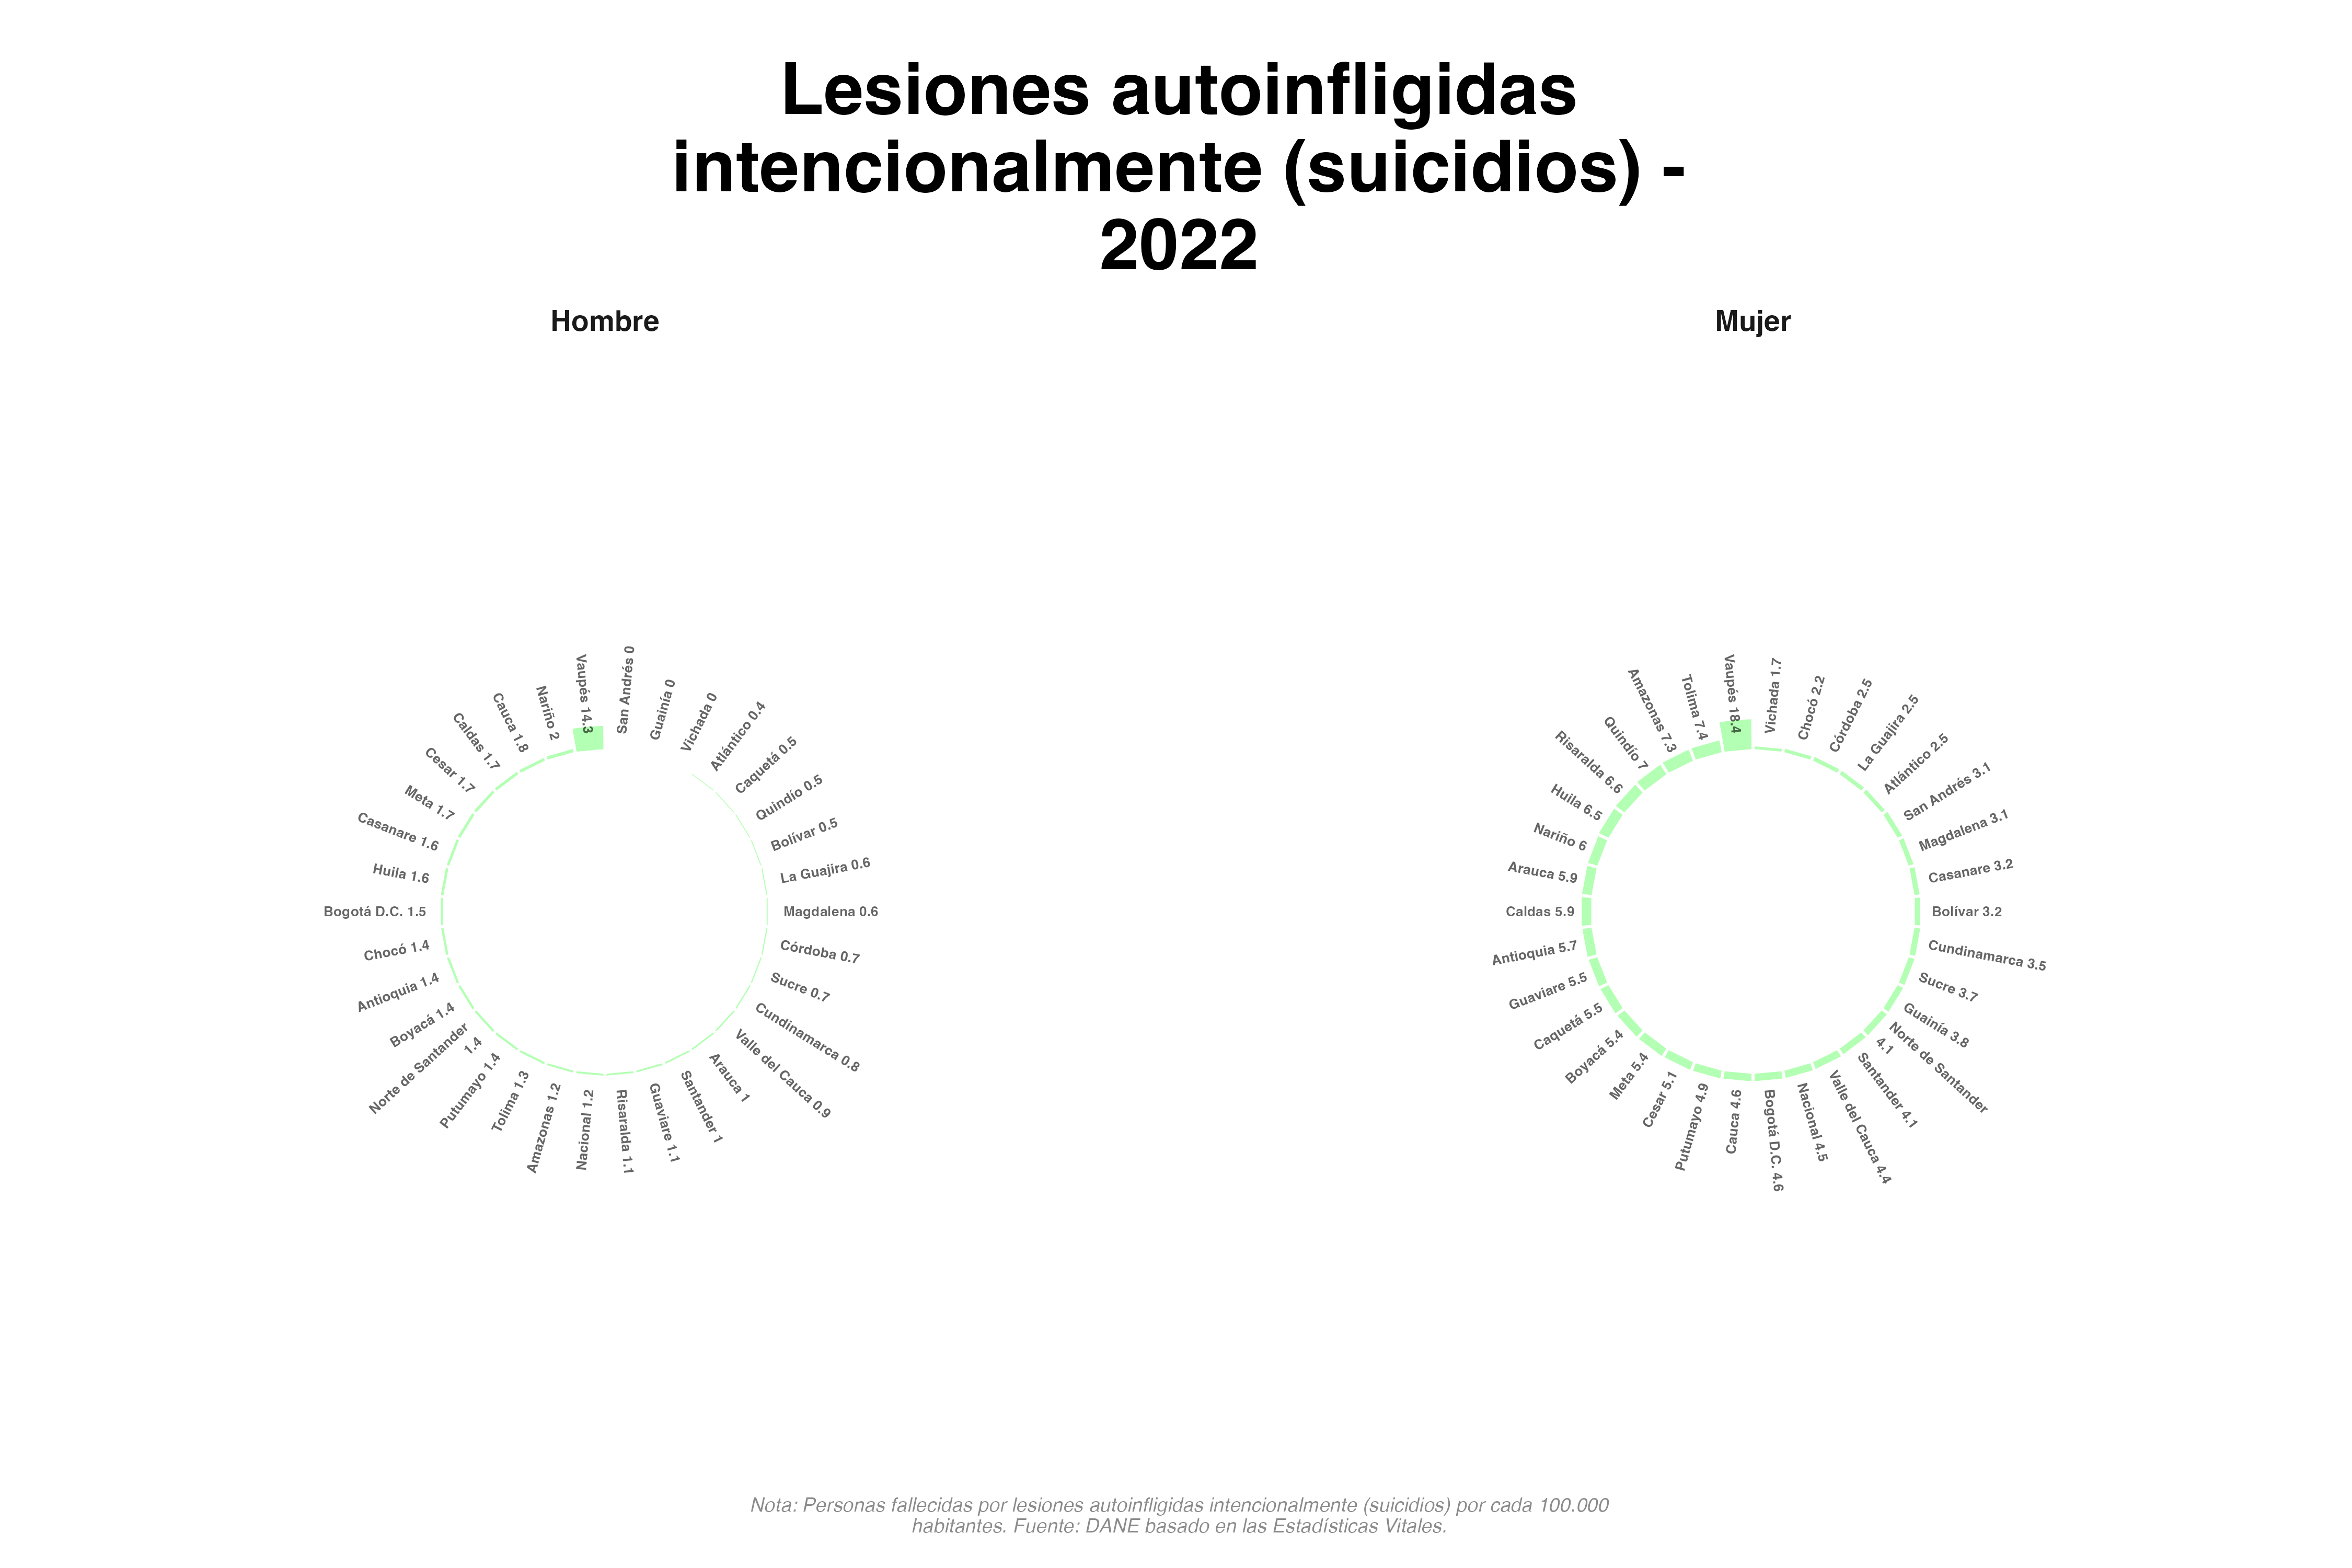 Lesiones autoinfligidas
intencionalmente (suicidios) -
2022
Hombre
San Andrés 0
Guainía 0
Vichada 0
Atlántico 0.4
Caquetá 0.5
Quindío 0.5
Bolívar 0.5
La Guajira 0.6
Magdalena 0.6
Córdoba 0.7
Sucre 0.7
Cundinamarca 0.8
Valle del Cauca 0.9
Arauca 1
Santander 1
Guaviare 1.1
Risaralda 1.1
Nacional 1.2
Amazonas 1.2
Tolima 1.3
Putumayo 1.4
Norte de Santander
1.4
Boyacá 1.4
Antioquia 1.4
Chocó 1.4
Bogotá D.C. 1.5
Huila 1.6
Casanare 1.6
Meta 1.7
Cesar 1.7
Caldas 1.7
Cauca 1.8
Nariño 2
Vaupés 14.3
Mujer
Vichada 1.7
Chocó 2.2
Córdoba 2.5
La Guajira 2.5
Atlántico 2.5
San Andrés 3.1
Magdalena 3.1
Casanare 3.2
Bolívar 3.2
Cundinamarca 3.5
Sucre 3.7
Guainía 3.8
Norte de Santander
4.1
Santander 4.1
Valle del Cauca 4.4
Nacional 4.5
Bogotá D.C. 4.6
Cauca 4.6
Putumayo 4.9
Cesar 5.1
Meta 5.4
Boyacá 5.4
Caquetá 5.5
Guaviare 5.5
Antioquia 5.7
Caldas 5.9
Arauca 5.9
Nariño 6
Huila 6.5
Risaralda 6.6
Quindío 7
Amazonas 7.3
Tolima 7.4
Vaupés 18.4
Nota: Personas fallecidas por lesiones autoinfligidas intencionalmente (suicidios) por cada 100.000
habitantes. Fuente: DANE basado en las Estadísticas Vitales.